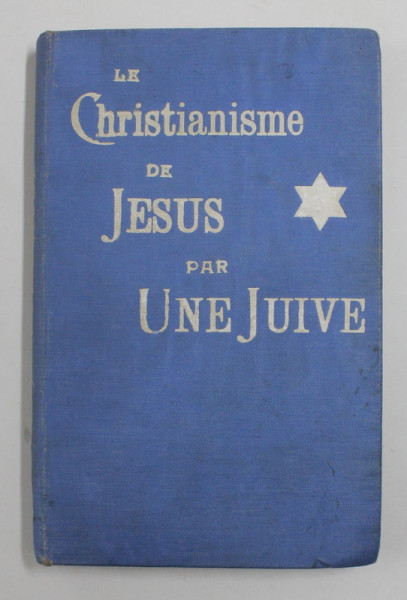 LE
Christianisme
DE
JESUS
PAR
UNE JUIVE